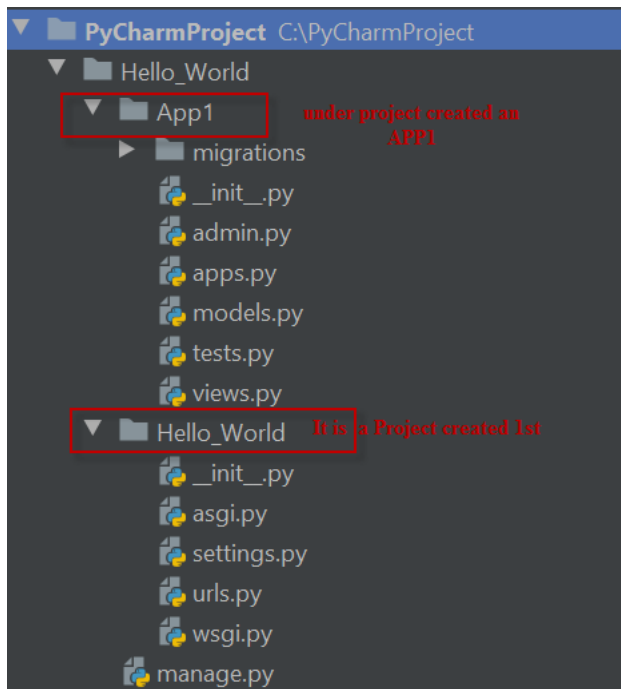 PyCharmProject C:\PyCharmProject
Hello_World
App1
under project created an
APP1
migrations
__init__.py
admin.py
apps.py
models.py
tests.py
views.py
Hello_World
It is a Project created 1st
__init__.py
asgi.py
settings.py
urls.py
wsgi.py
manage.py